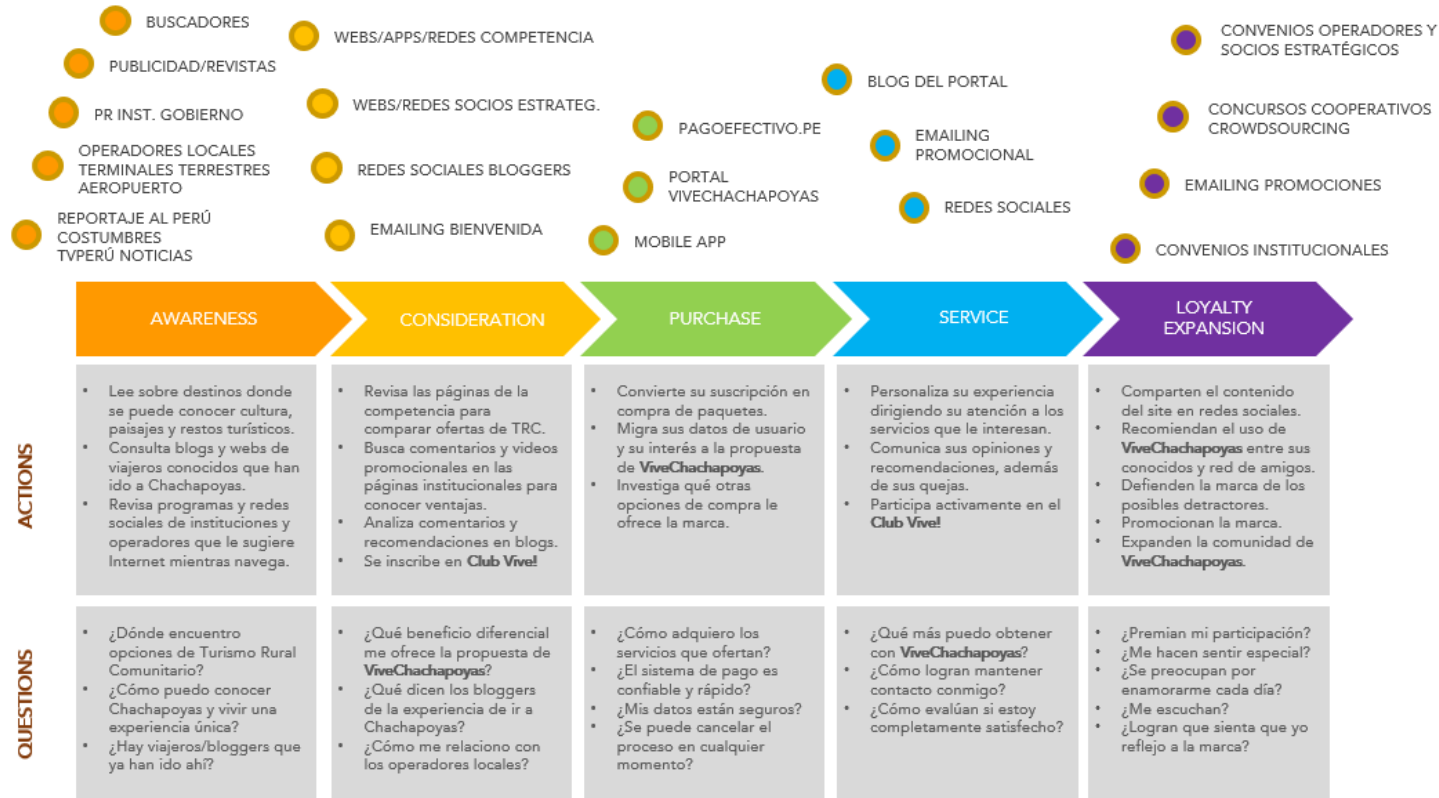 BUSCADORES
PUBLICIDAD/REVISTAS
PR INST. GOBIERNO
OPERADORES LOCALES
TERMINALES TERRESTRES
AEROPUERTO
REPORTAJE AL PERÚ
COSTUMBRES
TVPERÚ NOTICIAS
WEBS/APPS/REDES COMPETENCIA
WEBS/REDES SOCIOS ESTRATEG.
REDES SOCIALES BLOGGERS
EMAILING BIENVENIDA
PAGOEFECTIVO.PE
PORTAL
VIVECHACHAPOYAS
MOBILE APP
BLOG DEL PORTAL
EMAILING
PROMOCIONAL
REDES SOCIALES
CONVENIOS OPERADORES Y
SOCIOS ESTRATÉGICOS
CONCURSOS COOPERATIVOS
CROWDSOURCING
EMAILING PROMOCIONES
CONVENIOS INSTITUCIONALES
AWARENESS
CONSIDERATION
PURCHASE
SERVICE
LOYALTY
EXPANSION
ACTIONS
• Lee sobre destinos donde
se puede conocer cultura,
paisajes y restos turísticos.
• Consulta blogs y webs de
viajeros conocidos que han
ido a Chachapoyas.
• Revisa programas y redes
sociales de instituciones y
operadores que le sugiere
Internet mientras navega.
• Revisa las páginas de la
competencia para
comparar ofertas de TRC.
• Busca comentarios y videos
promocionales en las
páginas institucionales para
conocer ventajas.
• Analiza comentarios y
recomendaciones en blogs.
• Se inscribe en Club Vive!
• Convierte su suscripción en
compra de paquetes.
• Migra sus datos de usuario
y su interés a la propuesta
de ViveChachapoyas.
• Investiga qué otras
opciones de compra le
ofrece la marca.
• Personaliza su experiencia
dirigiendo su atención a los
servicios que le interesan.
• Comunica sus opiniones y
recomendaciones, además
de sus quejas.
• Participa activamente en el
Club Vive!
• Comparten el contenido
del site en redes sociales.
• Recomiendan el uso de
ViveChachapoyas entre sus
conocidos y red de amigos.
• Defienden la marca de los
posibles detractores.
• Promocionan la marca.
• Expanden la comunidad de
ViveChachapoyas.
QUESTIONS
• ¿Dónde encuentro
opciones de Turismo Rural
Comunitario?
• ¿Cómo puedo conocer
Chachapoyas y vivir una
experiencia única?
• ¿Hay viajeros/bloggers que
ya han ido ahí?
• ¿Qué beneficio diferencial
me ofrece la propuesta de
ViveChachapoyas?
• ¿Qué dicen los bloggers
de la experiencia de ir a
Chachapoyas?
• ¿Cómo me relaciono con
los operadores locales?
• ¿Cómo adquiero los
servicios que ofertan?
• ¿El sistema de pago es
confiable y rápido?
• ¿Mis datos están seguros?
• ¿Se puede cancelar el
proceso en cualquier
momento?
• ¿Qué más puedo obtener
con ViveChachapoyas?
• ¿Cómo logran mantener
contacto conmigo?
• ¿Cómo evalúan si estoy
completamente satisfecho?
• ¿Premian mi participación?
• ¿Me hacen sentir especial?
• ¿Se preocupan por
enamorarme cada día?
• ¿Me escuchan?
• ¿Logran que sienta que yo
reflejo a la marca?